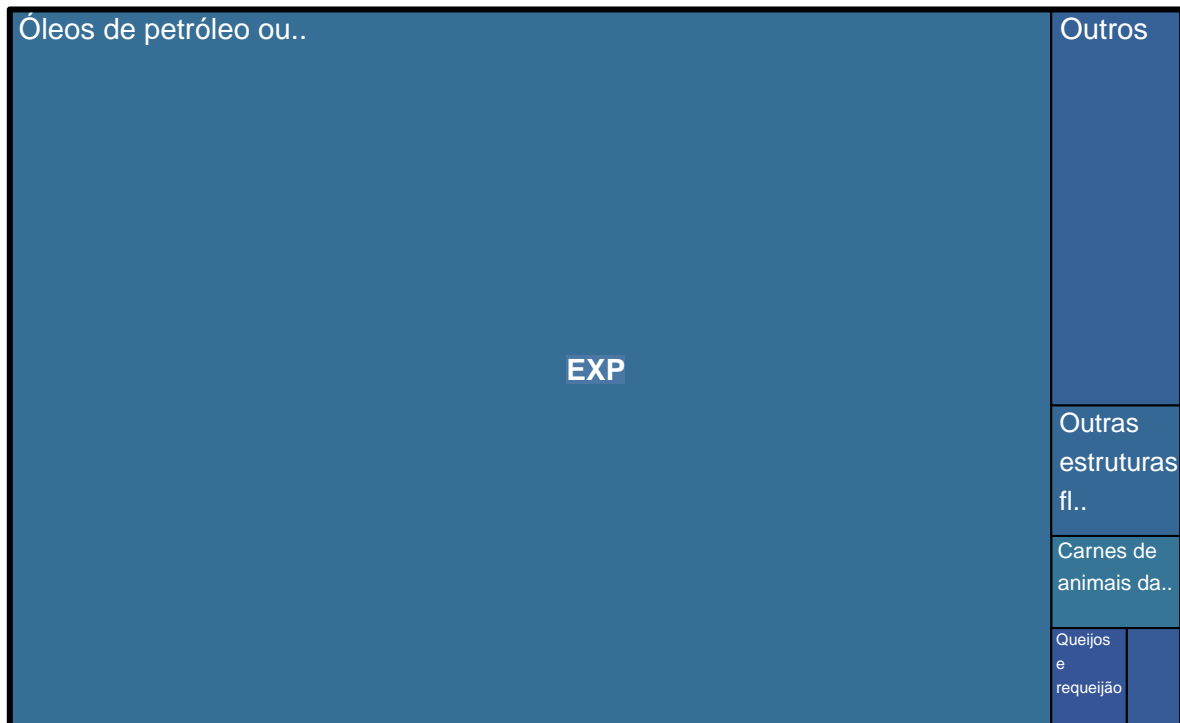 Óleos de petróleo ou..
Outros
EXP
Outras
estruturas
fl..
Carnes de
animais da..
Queijos
e
requeijão